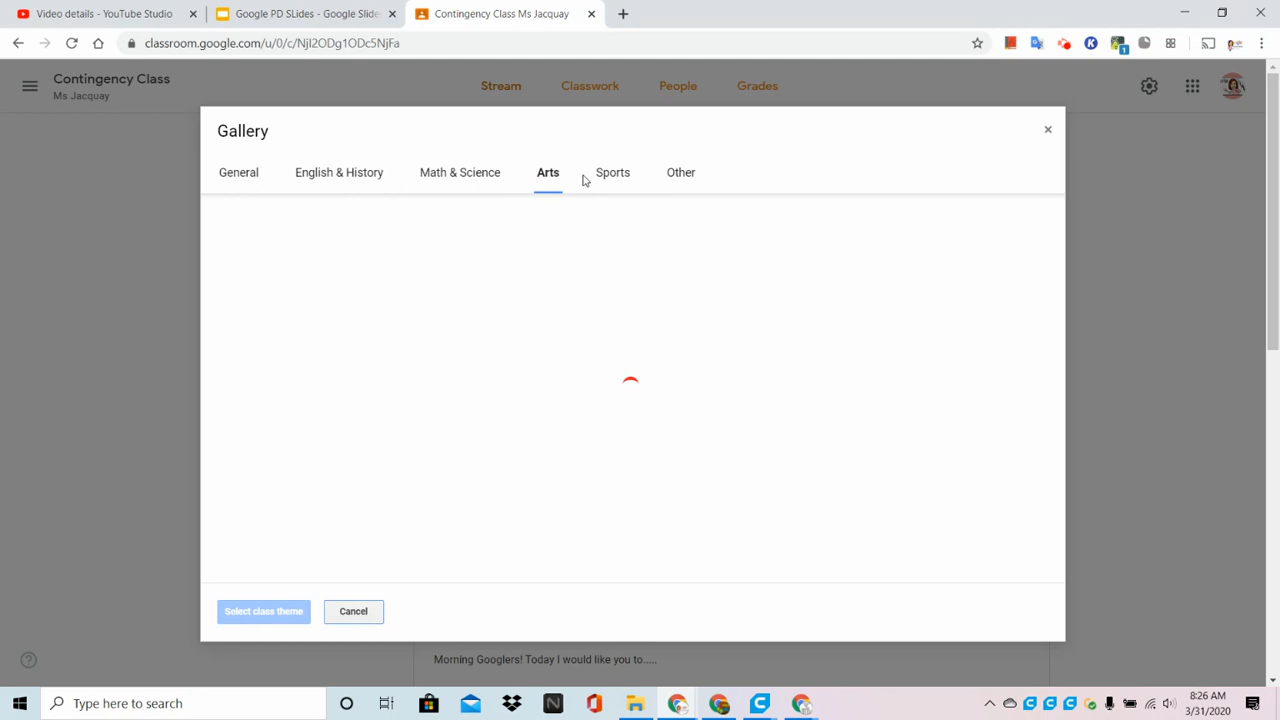 Video details - YouTube Studio
Google PD SLides - Google Slide
Contingency Class Ms Jacquay
classroom.google.com/u/0/c/NjI2ODg1ODc5NjFa
1
Contingency Class
Ms Jacquay
Stream
Classwork
People
Grades
Gallery
General
English & History
Math & Science
Arts
Sports
Other
Select class theme
Cancel
Morning Googlers! Today I would like you to.....
Type here to search
8:26 AM
3/31/2020